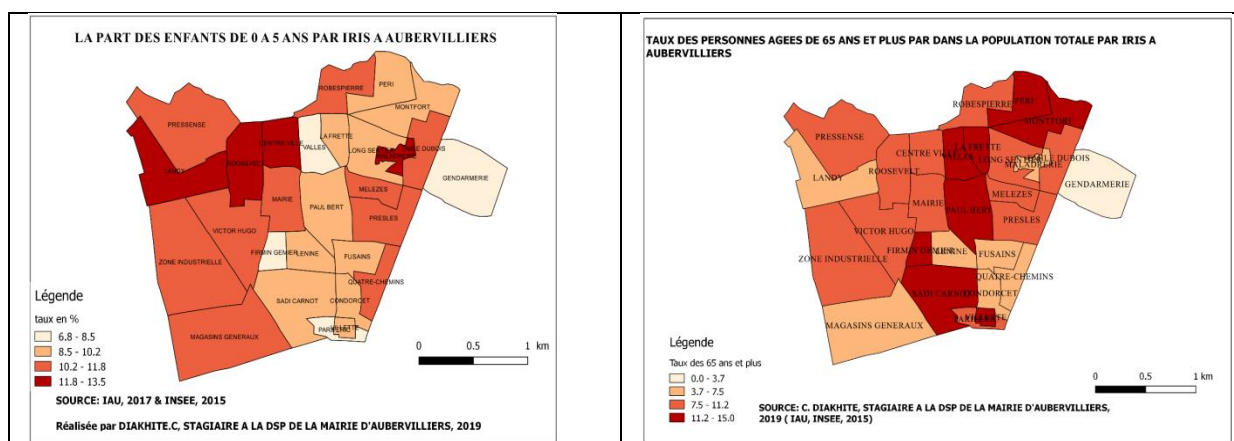 LA PART DES ENFANTS DE 0 A 5 ANS PAR IRIS A AUBERVILLIERS
ROBESPIERRE
PERI
MONTFORT
PRESSENSE
LA FRETTE
CENTRE VILLE
VALLES
ROOSEVELT
LANDY
GENDARMERIE
MELEZES
MAIRIE
PAUL BERT
PRESLES
VICTOR HUGO
FIRMIN GEMIER
LENINE
FUSAINS
ZONE INDUSTRIELLE
QUATRE-CHEMINS
SADI CARNOT
CONDORCET
MAGASINS GENERAUX
Légende
taux en %
6.8 - 8.5
8.5 - 10.2
10.2 - 11.8
11.8 - 13.5
0 0.5 1 km
SOURCE: IAU, 2017 & INSEE, 2015
Réalisée par DIAKHITE.C, STAGIAIRE A LA DSP DE LA MAIRIE D'AUBERVILLIERS, 2019
TAUX DES PERSONNES AGEES DE 65 ANS ET PLUS PAR DANS LA POPULATION TOTALE PAR IRIS A
AUBERVILLIERS
ROBESPIERRE
PERI
MONTFORT
PRESSENSE
LA FRETTE
LONG SENTIER
MALADRERIE
LANDY
ROOSEVELT
GENDARMERIE
MELEZES
MAIRIE
PAUL BERT
PRESLES
VICTOR HUGO
FIRMIN GEMIER
ZONE INDUSTRIELLE
FUSAINS
QUATRE-CHEMINS
SADI CARNOT
CONDORCET
MAGASINS GENERAUX
Légende
Taux des 65 ans et plus
0.0 - 3.7
3.7 - 7.5
7.5 - 11.2
11.2 - 15.0
0 0.5 1 km
SOURCE: C. DIAKHITE, STAGIAIRE A LA DSP DE LA MAIRIE D'AUBERVILLIERS,
2019 ( IAU, INSEE, 2015)